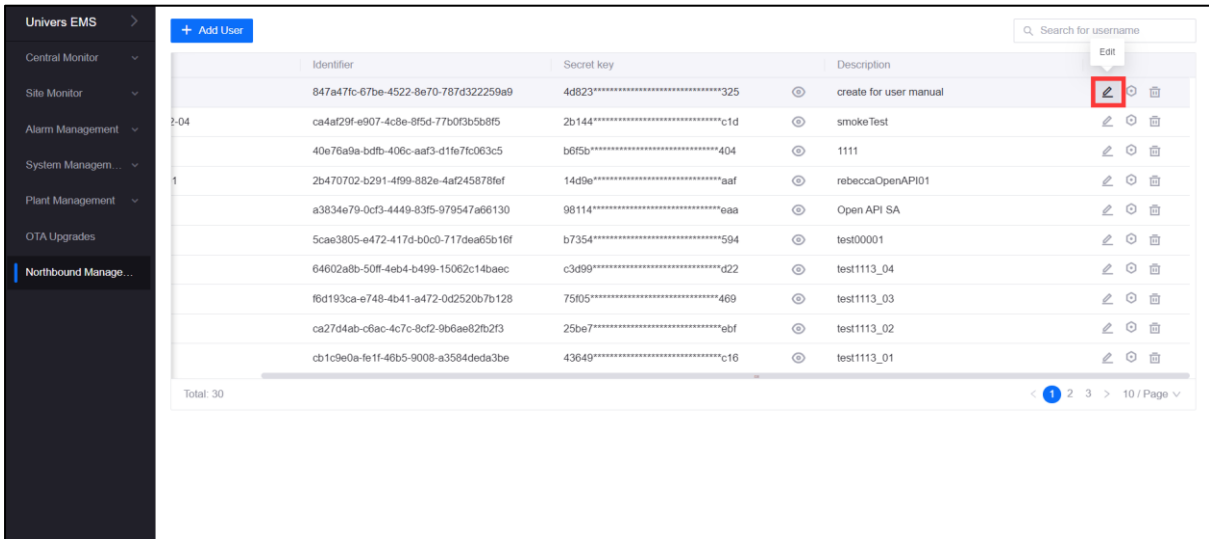 Univers EMS
+ Add User
Search for username
Edit
Central Monitor
Site Monitor
Alarm Management
System Managem...
Plant Management
OTA Upgrades
Northbound Manage...
Identifier Secret key Description
847a47fc-67be-4522-8e70-787d322259a9 4d823********************************325 create for user manual
2-04 ca4af29f-e907-4c8e-8f5d-77b0f3b5b8f5 2b144********************************c1d smokeTest
40e76a9a-bdfb-406c-aaf3-d1fe7fc063c5 b6f5b********************************404 1111
1 2b470702-b291-4f99-882e-4af245878fef 14d9e********************************aaf rebeccaOpenAPI01
a3834e79-0cf3-4449-83f5-979547a66130 98114********************************eaa Open API SA
5cae3805-e472-417d-b0c0-717dea65b16f b7354********************************594 test00001
64602a8b-50ff-4eb4-b499-15062c14baec c3d99********************************d22 test1113_04
f6d193ca-e748-4b41-a472-0d2520b7b128 75f05********************************469 test1113_03
ca27d4ab-c6ac-4c7c-8cf2-9b6ae82fb2f3 25be7********************************ebf test1113_02
cb1c9e0a-fe1f-46b5-9008-a3584deda3be 43649********************************c16 test1113_01
Total: 30
< 1 2 3 > 10 / Page